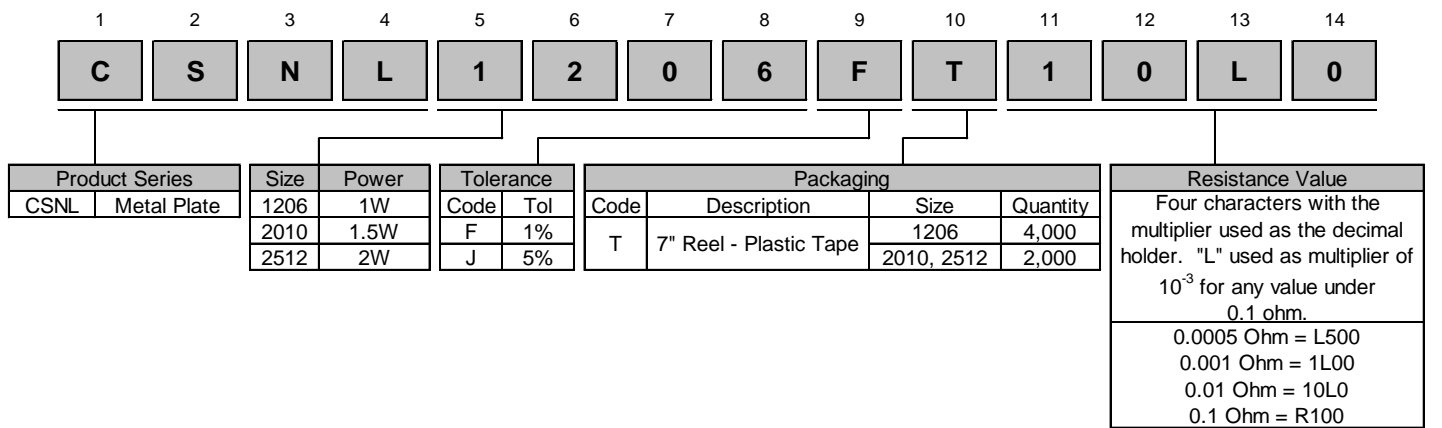 1 2 3 4 5 6 7 8 9 10 11 12 13 14
C S N L 1 2 0 6 F T 1 0 L 0
Product Series
CSNL Metal Plate
Size Power
1206 1W
2010 1.5W
2512 2W
Tolerance
Code Tol
F 1%
J 5%
Packaging
Code Description Size Quantity
T 7" Reel - Plastic Tape 1206 4,000
2010, 2512 2,000
Resistance Value
Four characters with the
multiplier used as the decimal
holder. "L" used as multiplier of
10⁻³ for any value under
0.1 ohm.
0.0005 Ohm = L500
0.001 Ohm = 1L00
0.01 Ohm = 10L0
0.1 Ohm = R100